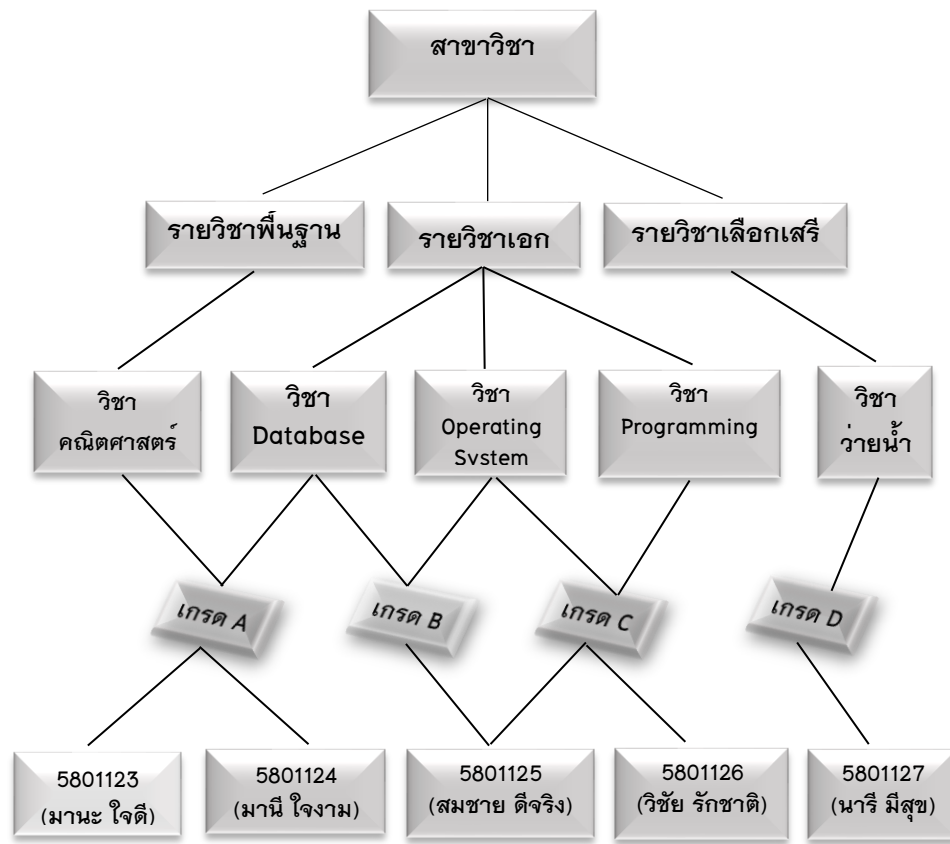 สาขาวิชา
รายวิชาพื้นฐาน
รายวิชาเอก
รายวิชาเลือกเสรี
วิชา
คณิตศาสตร์
วิชา
Database
วิชา
Operating
System
วิชา
Programming
วิชา
ว่ายน้ำ
เกรด A
เกรด B
เกรด C
เกรด D
5801123
(มานะ ใจดี)
5801124
(มานี ใจงาม)
5801125
(สมชาย ดีจริง)
5801126
(วิชัย รักชาติ)
5801127
(นารี มีสุข)